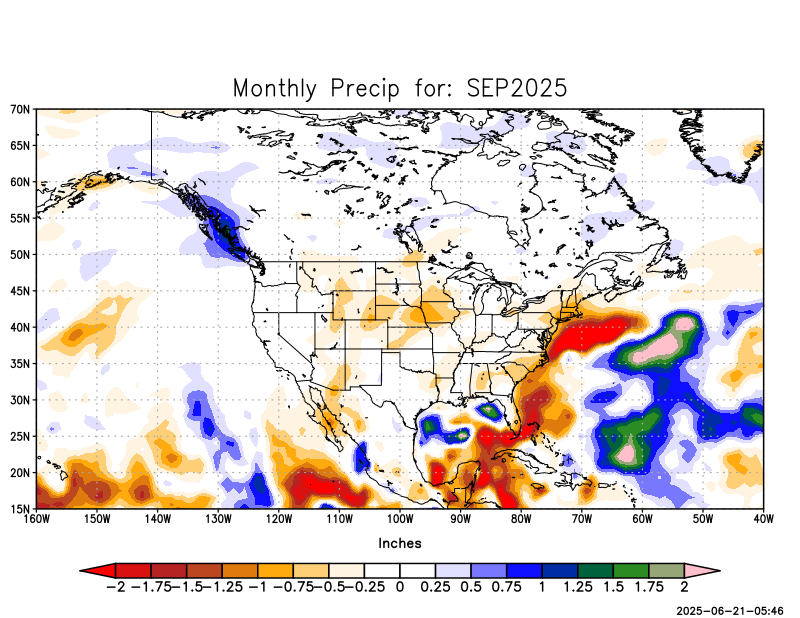 Monthly Precip for: SEP2025
70N
65N
60N
55N
50N
45N
40N
35N
30N
25N
20N
15N
160W 150W 140W 130W 120W 110W 100W 90W 80W 70W 60W 50W 40W
Inches
−2 −1.75−1.5−1.25 −1 −0.75−0.5−0.25 0 0.25 0.5 0.75 1 1.25 1.5 1.75 2
2025−06−21−05:46